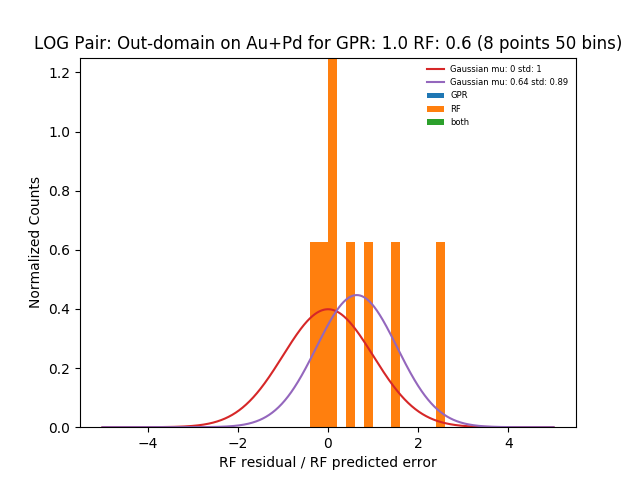 LOG Pair: Out-domain on Au+Pd for GPR: 1.0 RF: 0.6 (8 points 50 bins)
Gaussian mu: 0 std: 1
Gaussian mu: 0.64 std: 0.89
GPR
RF
both
Normalized Counts
1.2
1.0
0.8
0.6
0.4
0.2
0.0
−4
−2
0
2
4
RF residual / RF predicted error